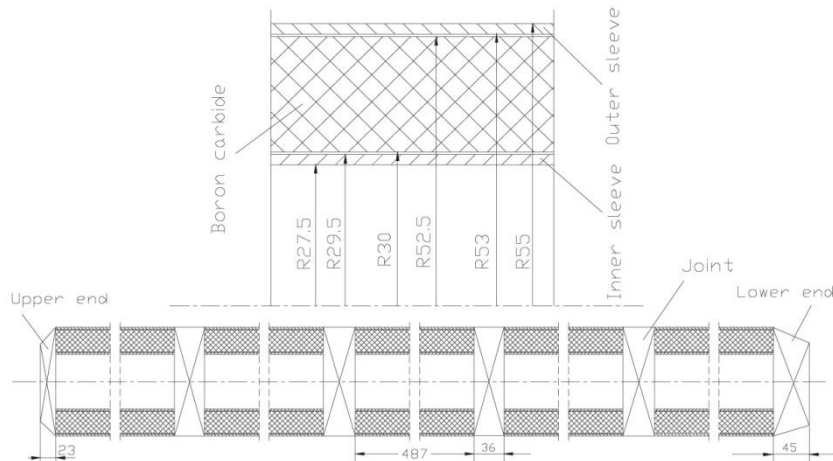 Boron carbide
R27.5
R29.5
R30
R52.5
R53
R55
Inner sleeve
Outer sleeve
Upper end
Joint
Lower end
23
487
36
45